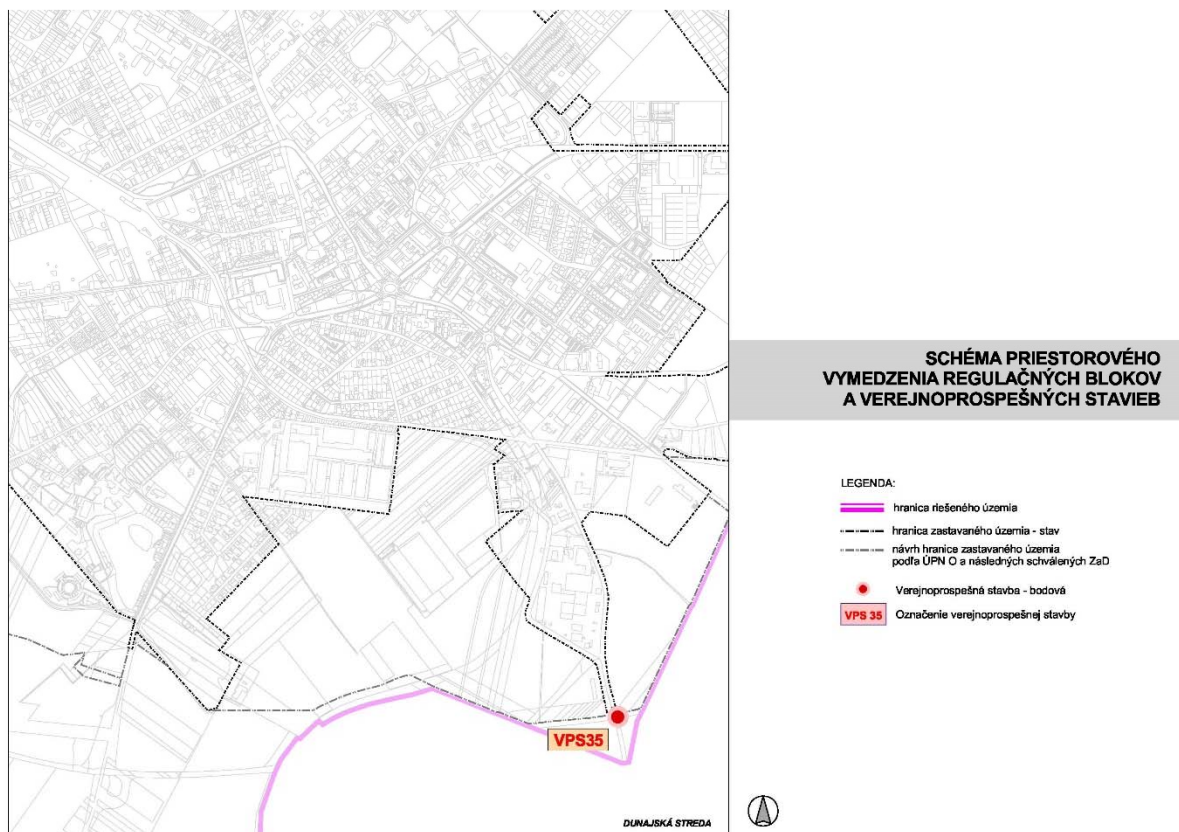 SCHÉMA PRIESTOROVÉHO
VYMEDZENIA REGULAČNÝCH BLOKOV
A VEREJNOPROSPEŠNÝCH STAVIEB
LEGENDA:
hranica riešeného územia
hranica zastavaného územia - stav
návrh hranice zastavaného územia
podľa ÚPN O a následných schválených ZaD
Verejnoprospešná stavba - bodová
VPS 35
Označenie verejnoprospešnej stavby
VPS35
DUNAJSKÁ STREDA